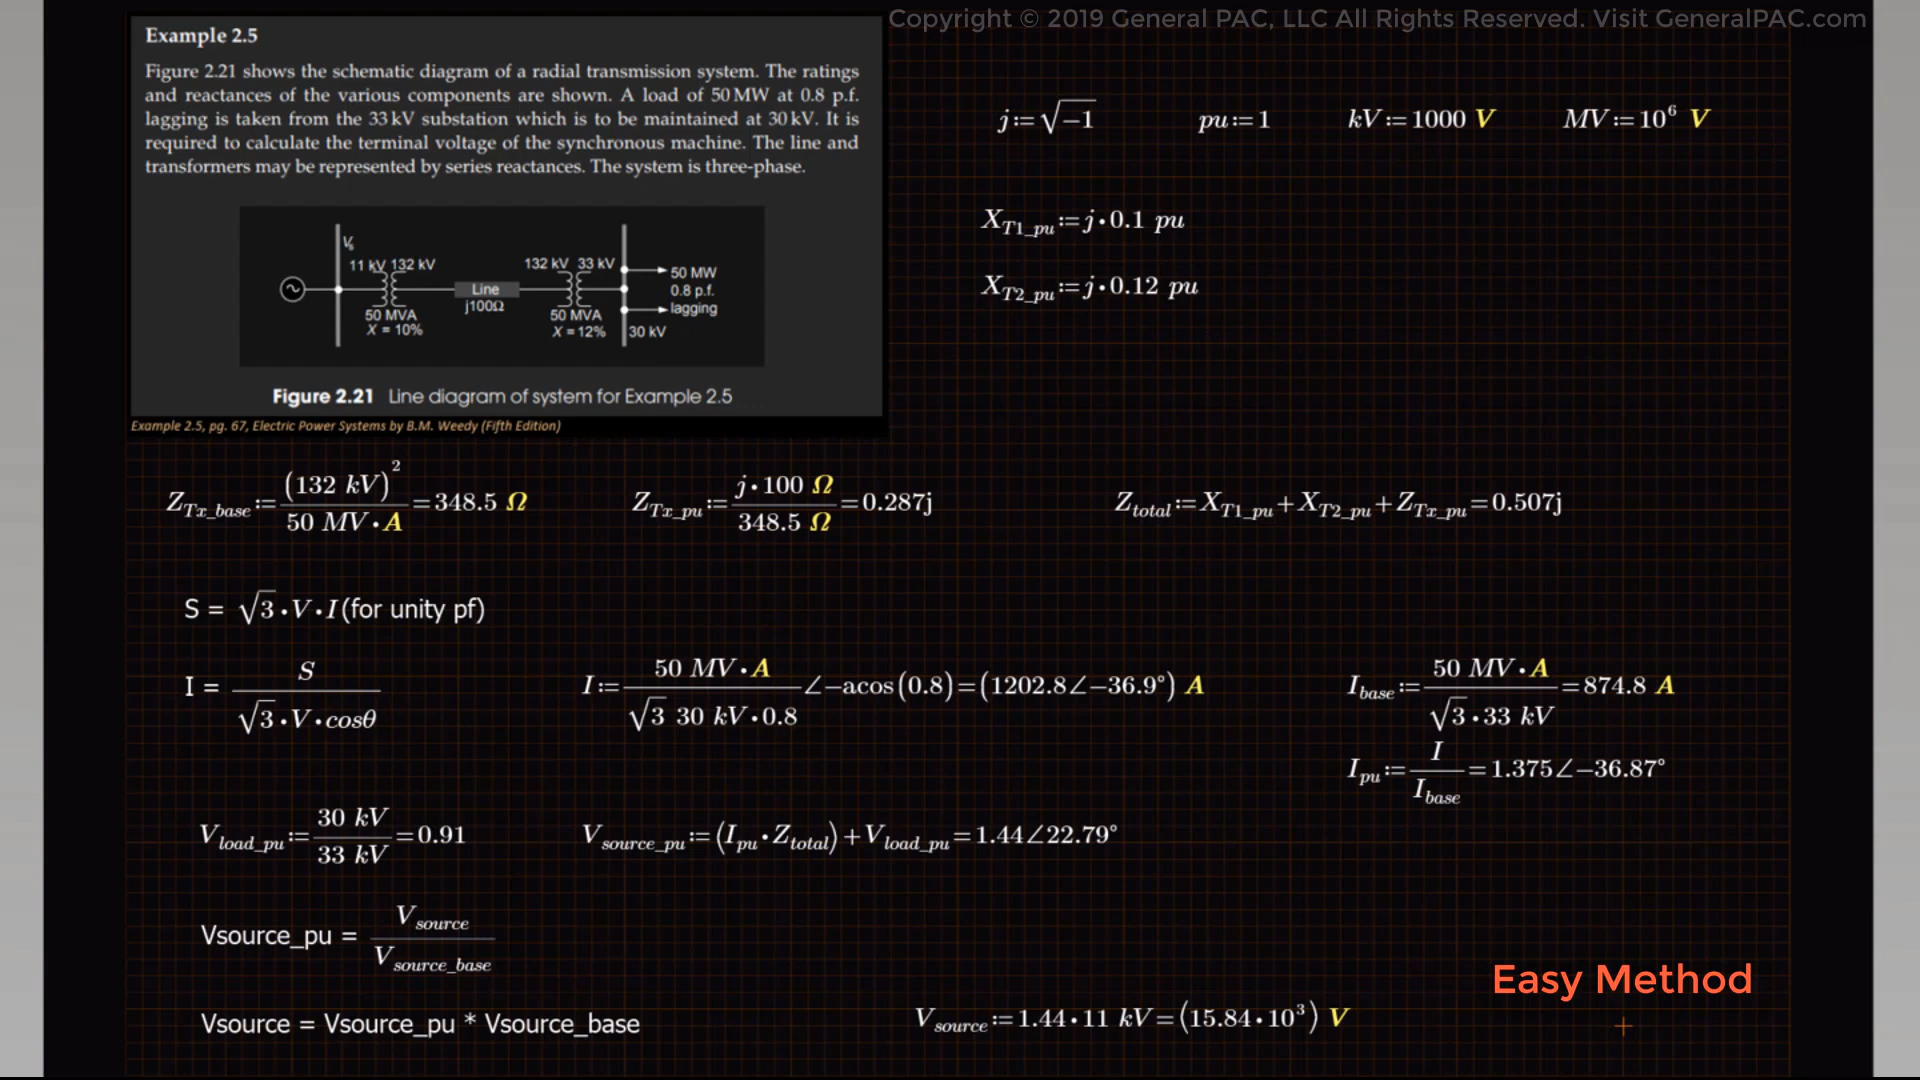 Copyright © 2019 General PAC, LLC All Rights Reserved. Visit GeneralPAC.com
Example 2.5
Figure 2.21 shows the schematic diagram of a radial transmission system. The ratings
and reactances of the various components are shown. A load of 50 MW at 0.8 p.f.
lagging is taken from the 33 kV substation which is to be maintained at 30 kV. It is
required to calculate the terminal voltage of the synchronous machine. The line and
transformers may be represented by series reactances. The system is three-phase.
Vs
11 kV 132 kV
132 kV 33 kV
Line
j100Ω
50 MVA
X = 10%
50 MVA
X = 12%
50 MW
0.8 p.f.
lagging
30 kV
Figure 2.21 Line diagram of system for Example 2.5
Example 2.5, pg. 67, Electric Power Systems by B.M. Weedy (Fifth Edition)
j:=√−1 pu:=1 kV:=1000 V MV:=10^6 V
X_T1_pu:=j·0.1 pu
X_T2_pu:=j·0.12 pu
Z_Tx_base:=(132 kV)^2/(50 MV·A)=348.5 Ω
Z_Tx_pu:=(j·100 Ω)/(348.5 Ω)=0.287j
Z_total:=X_T1_pu+X_T2_pu+Z_Tx_pu=0.507j
S = √3·V·I (for unity pf)
I = S/(√3·V·cosθ)
I:=(50 MV·A)/(√3 30 kV·0.8)∠−acos(0.8)=(1202.8∠−36.9°) A
I_base:=(50 MV·A)/(√3·33 kV)=874.8 A
I_pu:=I/I_base=1.375∠−36.87°
V_load_pu:=(30 kV)/(33 kV)=0.91
V_source_pu:=(I_pu·Z_total)+V_load_pu=1.44∠22.79°
Vsource_pu = V_source/V_source_base
Easy Method
Vsource = Vsource_pu * Vsource_base
V_source:=1.44·11 kV=(15.84·10^3) V